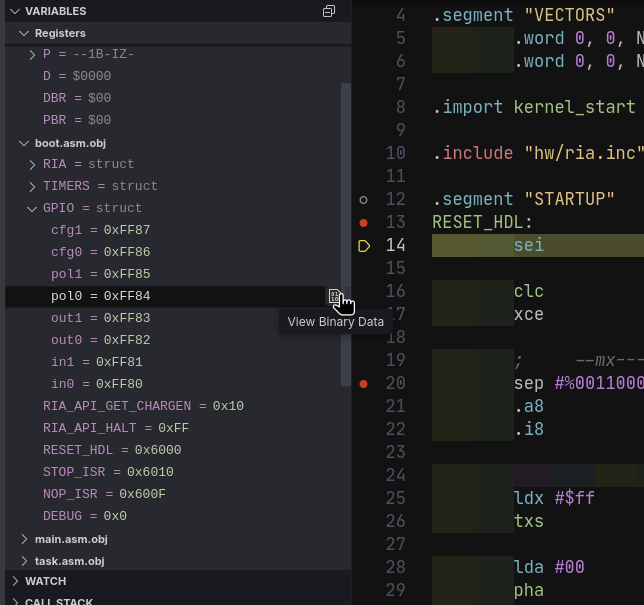 VARIABLES
Registers
P = --1B-IZ-
D = $0000
DBR = $00
PBR = $00
boot.asm.obj
RIA = struct
TIMERS = struct
GPIO = struct
cfg1 = 0xFF87
cfg0 = 0xFF86
pol1 = 0xFF85
pol0 = 0xFF84
View Binary Data
out1 = 0xFF83
out0 = 0xFF82
in1 = 0xFF81
in0 = 0xFF80
RIA_API_GET_CHARGEN = 0x10
RIA_API_HALT = 0xFF
RESET_HDL = 0x6000
STOP_ISR = 0x6010
NOP_ISR = 0x600F
DEBUG = 0x0
main.asm.obj
task.asm.obj
WATCH
CALL STACK
4 .segment "VECTORS"
5 .word 0, 0, N
6 .word 0, 0, N
7
8 .import kernel_start
9
10 .include "hw/ria.inc"
11
12 .segment "STARTUP"
13 RESET_HDL:
14 sei
15
16 clc
17 xce
18
19 ; --mx---
20 sep #%0011000
21 .a8
22 .i8
23
24
25 ldx #$ff
26 txs
27
28 lda #00
29 pha